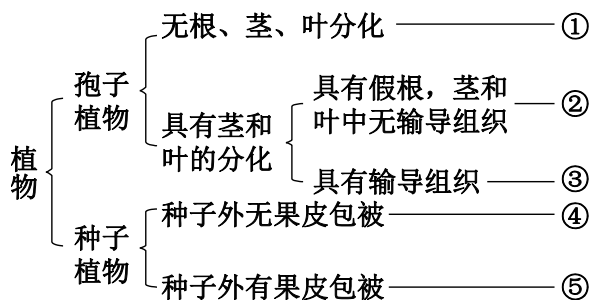 无根、茎、叶分化
①
孢子
植物
具有假根，茎和
叶中无输导组织
②
具有茎和
叶的分化
植
物
具有输导组织
③
种子外无果皮包被
④
种子
植物
种子外有果皮包被
⑤